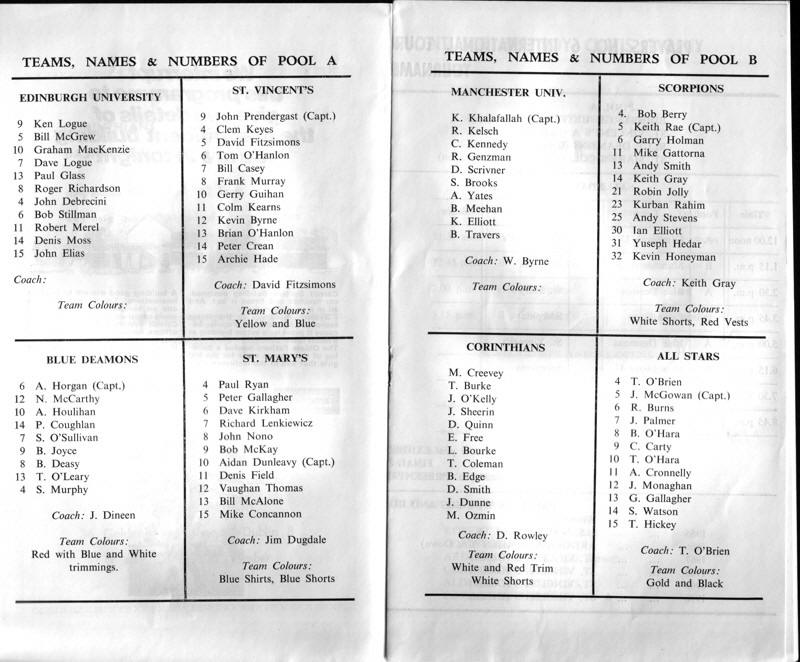 TEAMS, NAMES & NUMBERS OF POOL A
EDINBURGH UNIVERSITY
9 Ken Logue
5 Bill McGrew
10 Graham MacKenzie
7 Dave Logue
13 Paul Glass
8 Roger Richardson
4 John Debrecini
6 Bob Stillman
11 Robert Merel
14 Denis Moss
15 John Elias
Coach:
Team Colours:
ST. VINCENT'S
9 John Prendergast (Capt.)
4 Clem Keyes
5 David Fitzsimons
6 Tom O'Hanlon
7 Bill Casey
8 Frank Murray
10 Gerry Guihan
11 Colm Kearns
12 Kevin Byrne
13 Brian O'Hanlon
14 Peter Crean
15 Archie Hade
Coach: David Fitzsimons
Team Colours:
Yellow and Blue
BLUE DEAMONS
6 A. Horgan (Capt.)
12 N. McCarthy
10 A. Houlihan
14 P. Coughlan
7 S. O'Sullivan
9 B. Joyce
8 B. Deasy
13 T. O'Leary
4 S. Murphy
Coach: J. Dineen
Team Colours:
Red with Blue and White
trimmings.
ST. MARY'S
4 Paul Ryan
5 Peter Gallagher
6 Dave Kirkham
7 Richard Lenkiewicz
8 John Nono
9 Bob McKay
10 Aidan Dunleavy (Capt.)
11 Denis Field
12 Vaughan Thomas
13 Bill McAlone
15 Mike Concannon
Coach: Jim Dugdale
Team Colours:
Blue Shirts, Blue Shorts
TEAMS, NAMES & NUMBERS OF POOL B
MANCHESTER UNIV.
K. Khalafallah (Capt.)
R. Kelsch
C. Kennedy
R. Genzman
D. Scrivner
S. Brooks
A. Yates
B. Meehan
K. Elliott
B. Travers
Coach: W. Byrne
Team Colours:
SCORPIONS
4. Bob Berry
5 Keith Rae (Capt.)
6 Garry Holman
11 Mike Gattorna
13 Andy Smith
14 Keith Gray
21 Robin Jolly
23 Kurban Rahim
25 Andy Stevens
30 Ian Elliott
31 Yuseph Hedar
32 Kevin Honeyman
Coach: Keith Gray
Team Colours:
White Shorts, Red Vests
CORINTHIANS
M. Creevey
T. Burke
J. O'Kelly
J. Sheerin
D. Quinn
E. Free
L. Bourke
T. Coleman
B. Edge
D. Smith
J. Dunne
M. Ozmin
Coach: D. Rowley
Team Colours:
White and Red Trim
White Shorts
ALL STARS
4 T. O'Brien
5 J. McGowan (Capt.)
6 R. Burns
7 J. Palmer
8 B. O'Hara
9 C. Carty
10 T. O'Hara
11 A. Cronnelly
12 J. Monaghan
13 G. Gallagher
14 S. Watson
15 T. Hickey
Coach: T. O'Brien
Team Colours:
Gold and Black